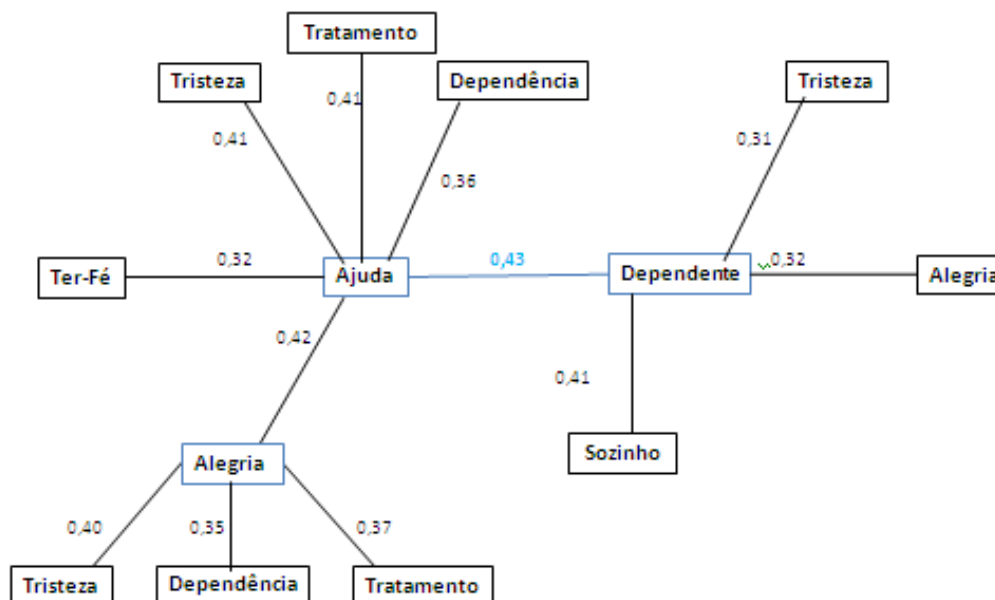 Tratamento
Tristeza
Dependência
Tristeza
0,41
0,41
0,31
0,36
Ter-Fé
0,32
Ajuda
0,43
Dependente
0,32
Alegria
0,42
0,41
Alegria
Sozinho
0,40
0,35
0,37
Tristeza
Dependência
Tratamento